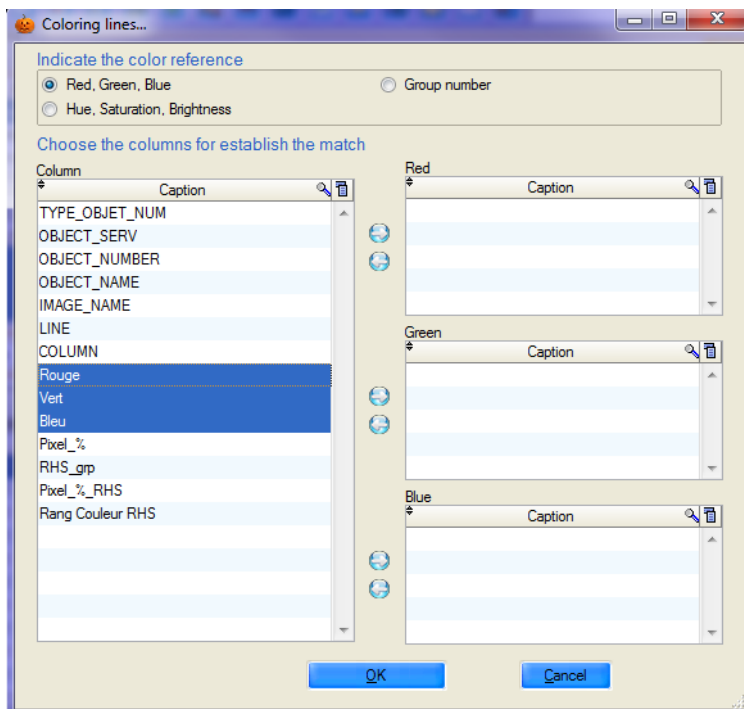 Coloring lines...
Indicate the color reference
Red, Green, Blue
Group number
Hue, Saturation, Brightness
Choose the columns for establish the match
Column
Caption
TYPE_OBJET_NUM
OBJECT_SERV
OBJECT_NUMBER
OBJECT_NAME
IMAGE_NAME
LINE
COLUMN
Rouge
Vert
Bleu
Pixel_%
RHS_grp
Pixel_%_RHS
Rang Couleur RHS
Red
Caption
Green
Caption
Blue
Caption
OK
Cancel